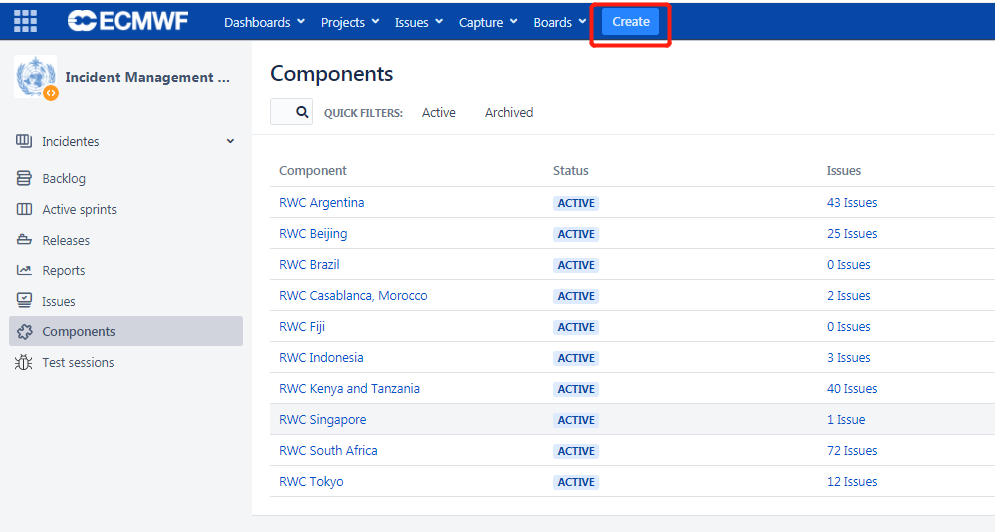 ECMWF Dashboards Projects Issues Capture Boards Create
Incident Management ...
Incidentes
Backlog
Active sprints
Releases
Reports
Issues
Components
Test sessions
Components
QUICK FILTERS: Active Archived
Component Status Issues
RWC Argentina ACTIVE 43 Issues
RWC Beijing ACTIVE 25 Issues
RWC Brazil ACTIVE 0 Issues
RWC Casablanca, Morocco ACTIVE 2 Issues
RWC Fiji ACTIVE 0 Issues
RWC Indonesia ACTIVE 3 Issues
RWC Kenya and Tanzania ACTIVE 40 Issues
RWC Singapore ACTIVE 1 Issue
RWC South Africa ACTIVE 72 Issues
RWC Tokyo ACTIVE 12 Issues